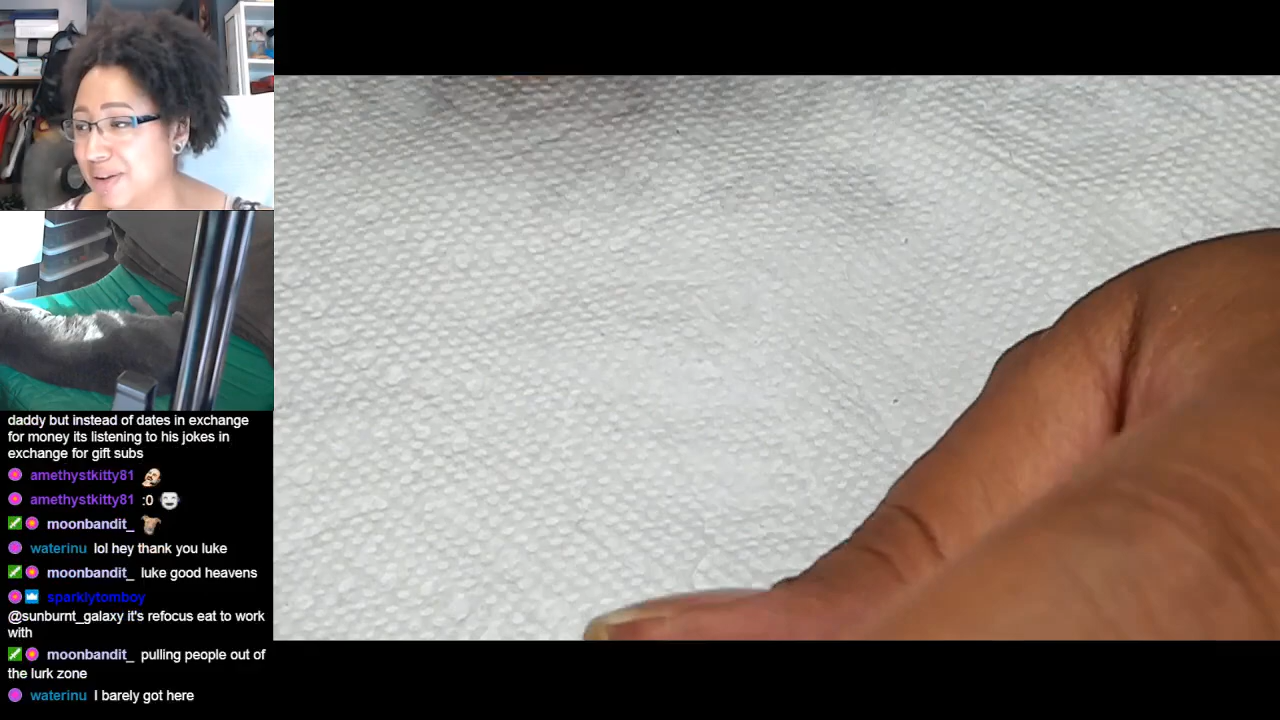 daddy but instead of dates in exchange
for money its listening to his jokes in
exchange for gift subs
amethystkitty81
amethystkitty81 :0
moonbandit_
waterinu lol hey thank you luke
moonbandit_ luke good heavens
sparklytomboy
@sunburnt_galaxy it's refocus eat to work
with
moonbandit_ pulling people out of
the lurk zone
waterinu I barely got here